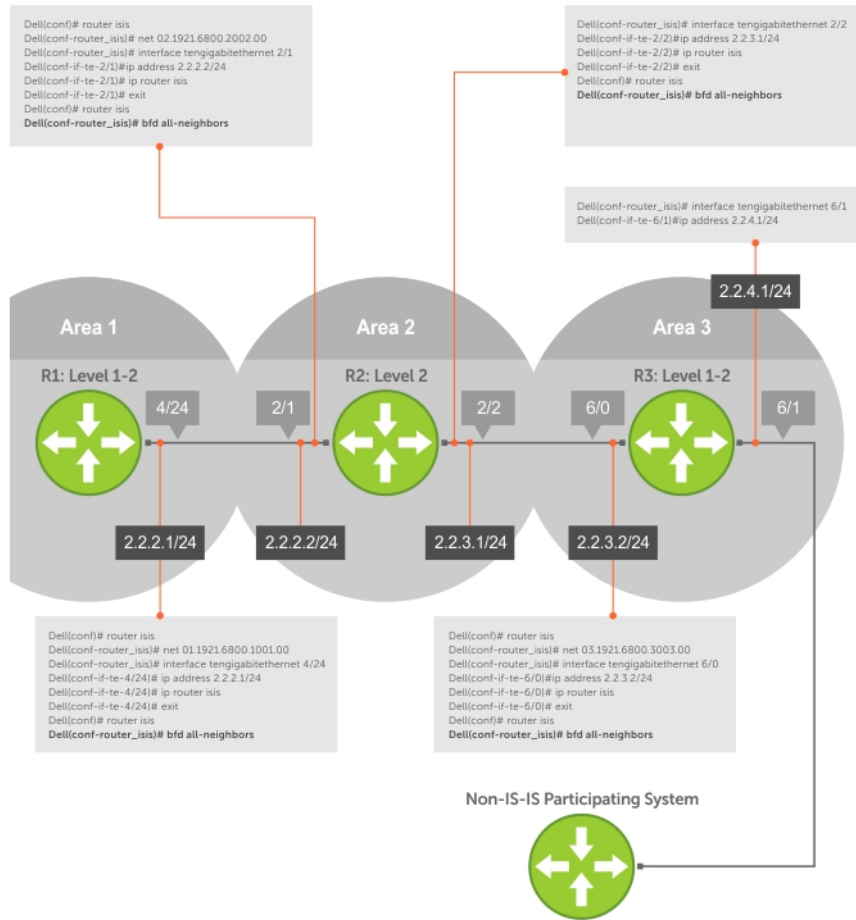 Dell(conf)# router isis
Dell(conf-router_isis)# net 02.1921.6800.2002.00
Dell(conf-router_isis)# interface tengigabitethernet 2/1
Dell(conf-if-te-2/1)#ip address 2.2.2.2/24
Dell(conf-if-te-2/1)# ip router isis
Dell(conf-if-te-2/1)# exit
Dell(conf)# router isis
Dell(conf-router_isis)# bfd all-neighbors
Dell(conf-router_isis)# interface tengigabitethernet 2/2
Dell(conf-if-te-2/2)#ip address 2.2.3.1/24
Dell(conf-if-te-2/2)# ip router isis
Dell(conf-if-te-2/2)# exit
Dell(conf)# router isis
Dell(conf-router_isis)# bfd all-neighbors
Dell(conf-router_isis)# interface tengigabitethernet 6/1
Dell(conf-if-te-6/1)#ip address 2.2.4.1/24
2.2.4.1/24
Area 1
Area 2
Area 3
R1: Level 1-2
R2: Level 2
R3: Level 1-2
4/24
2/1
2/2
6/0
6/1
2.2.2.1/24
2.2.2.2/24
2.2.3.1/24
2.2.3.2/24
Dell(conf)# router isis
Dell(conf-router_isis)# net 01.1921.6800.1001.00
Dell(conf-router_isis)# interface tengigabitethernet 4/24
Dell(conf-if-te-4/24)# ip address 2.2.2.1/24
Dell(conf-if-te-4/24)# ip router isis
Dell(conf-if-te-4/24)# exit
Dell(conf)# router isis
Dell(conf-router_isis)# bfd all-neighbors
Dell(conf)# router isis
Dell(conf-router_isis)# net 03.1921.6800.3003.00
Dell(conf-router_isis)# interface tengigabitethernet 6/0
Dell(conf-if-te-6/0)#ip address 2.2.3.2/24
Dell(conf-if-te-6/0)# ip router isis
Dell(conf-if-te-6/0)# exit
Dell(conf)# router isis
Dell(conf-router_isis)# bfd all-neighbors
Non-IS-IS Participating System